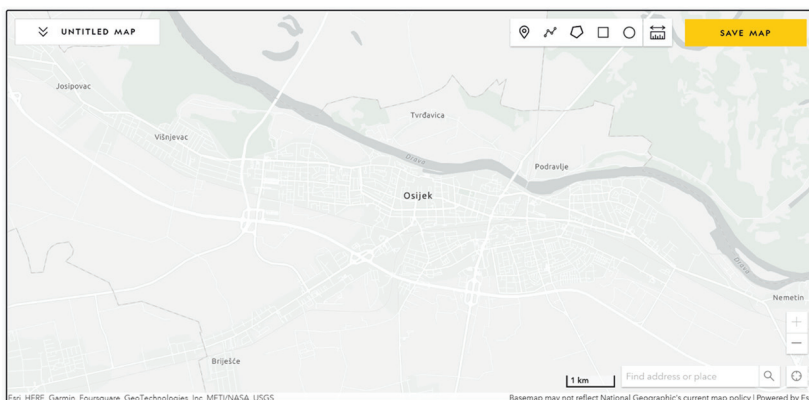 UNTITLED MAP
SAVE MAP
Josipovac
Tvrđavica
Višnjevac
Drava
Podravlje
Osijek
Drava
Nemetin
Briješće
1 km
Find address or place
Esri, HERE, Garmin, Foursquare, GeoTechnologies, Inc, METI/NASA, USGS
Basemap may not reflect National Geographic's current map policy | Powered by